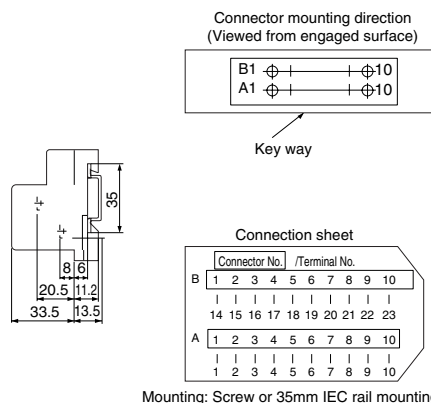 Connector mounting direction
(Viewed from engaged surface)
B1 10
A1 10
Key way
35
8 6
20.5 11.2
33.5 13.5
Connection sheet
Connector No. /Terminal No.
B 1 2 3 4 5 6 7 8 9 10
14 15 16 17 18 19 20 21 22 23
A 1 2 3 4 5 6 7 8 9 10
1 2 3 4 5 6 7 8 9 10
Mounting: Screw or 35mm IEC rail mounting